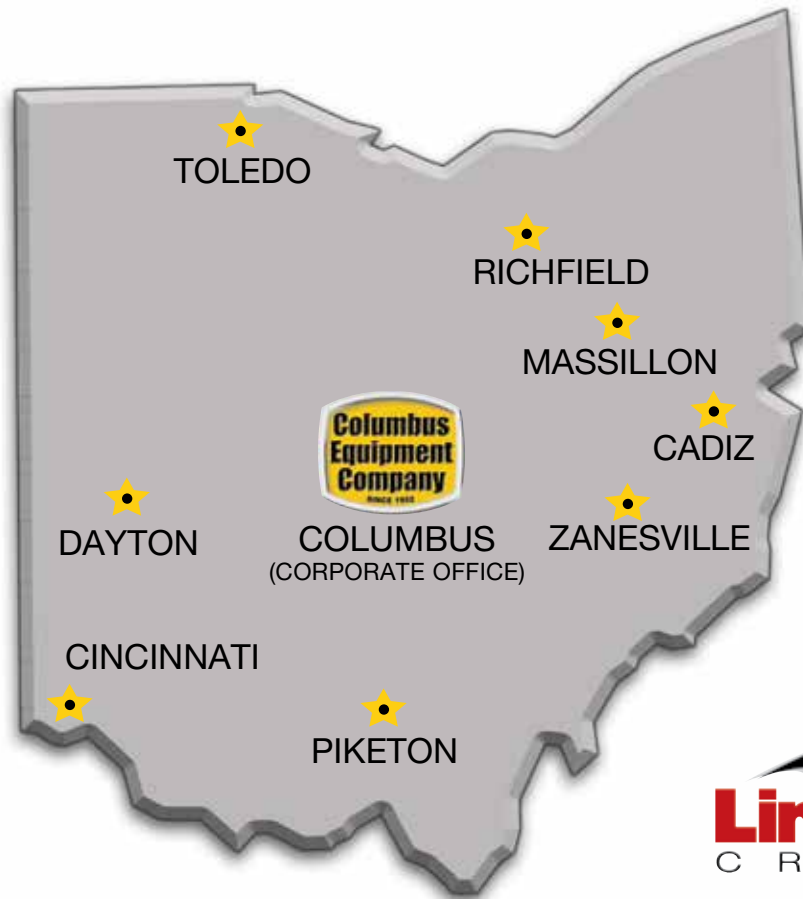 TOLEDO
RICHFIELD
MASSILLON
CADIZ
Columbus
Equipment
Company
DAYTON
COLUMBUS
(CORPORATE OFFICE)
ZANESVILLE
CINCINNATI
PIKETON
C R